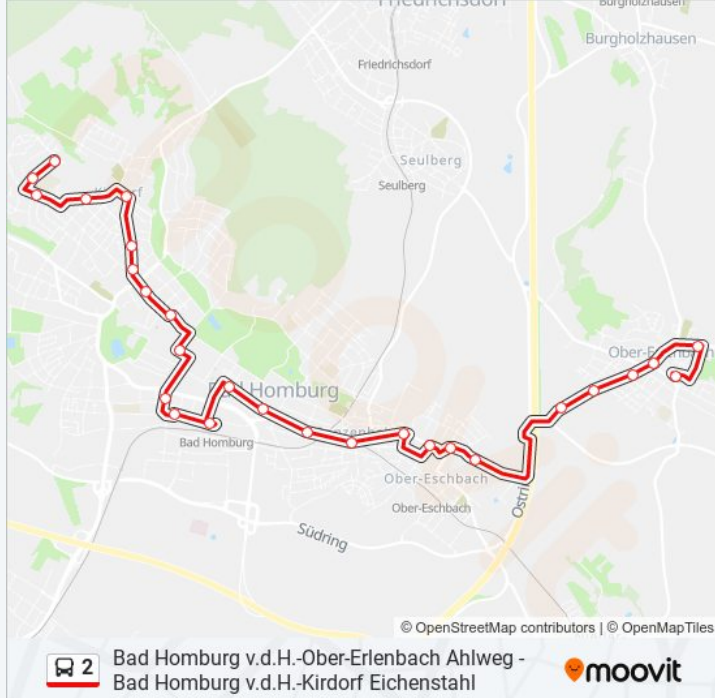 Friedrichsdorf
Burgholzhausen
Burgholzhausen
Friedrichsdorf
Seulberg
Seulberg
Ober-Erlenbach
Bad Homburg
Bad Homburg
Ober-Eschbach
Ober-Eschbach
Südring
© OpenStreetMap contributors | © OpenMapTiles
2
Bad Homburg v.d.H.-Ober-Erlenbach Ahlweg -
Bad Homburg v.d.H.-Kirdorf Eichenstahl
moovit